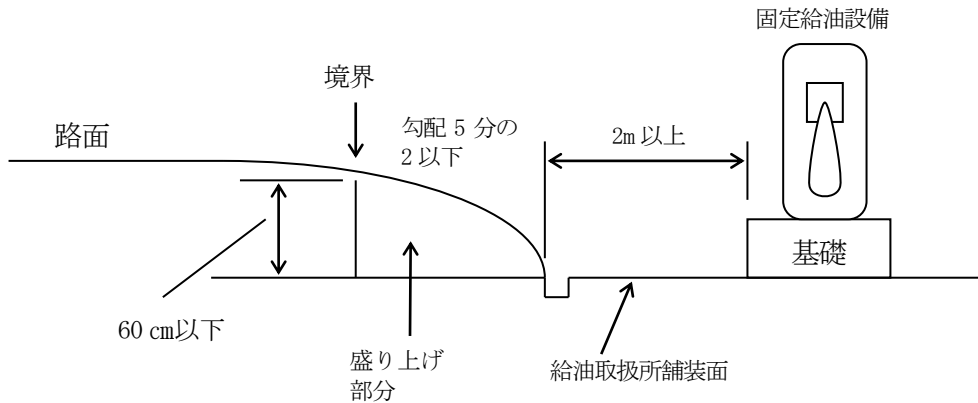 固定給油設備
境界
路面
勾配 5 分の
2 以下
2m 以上
基礎
60 ㎝以下
盛り上げ
部分
給油取扱所舗装面